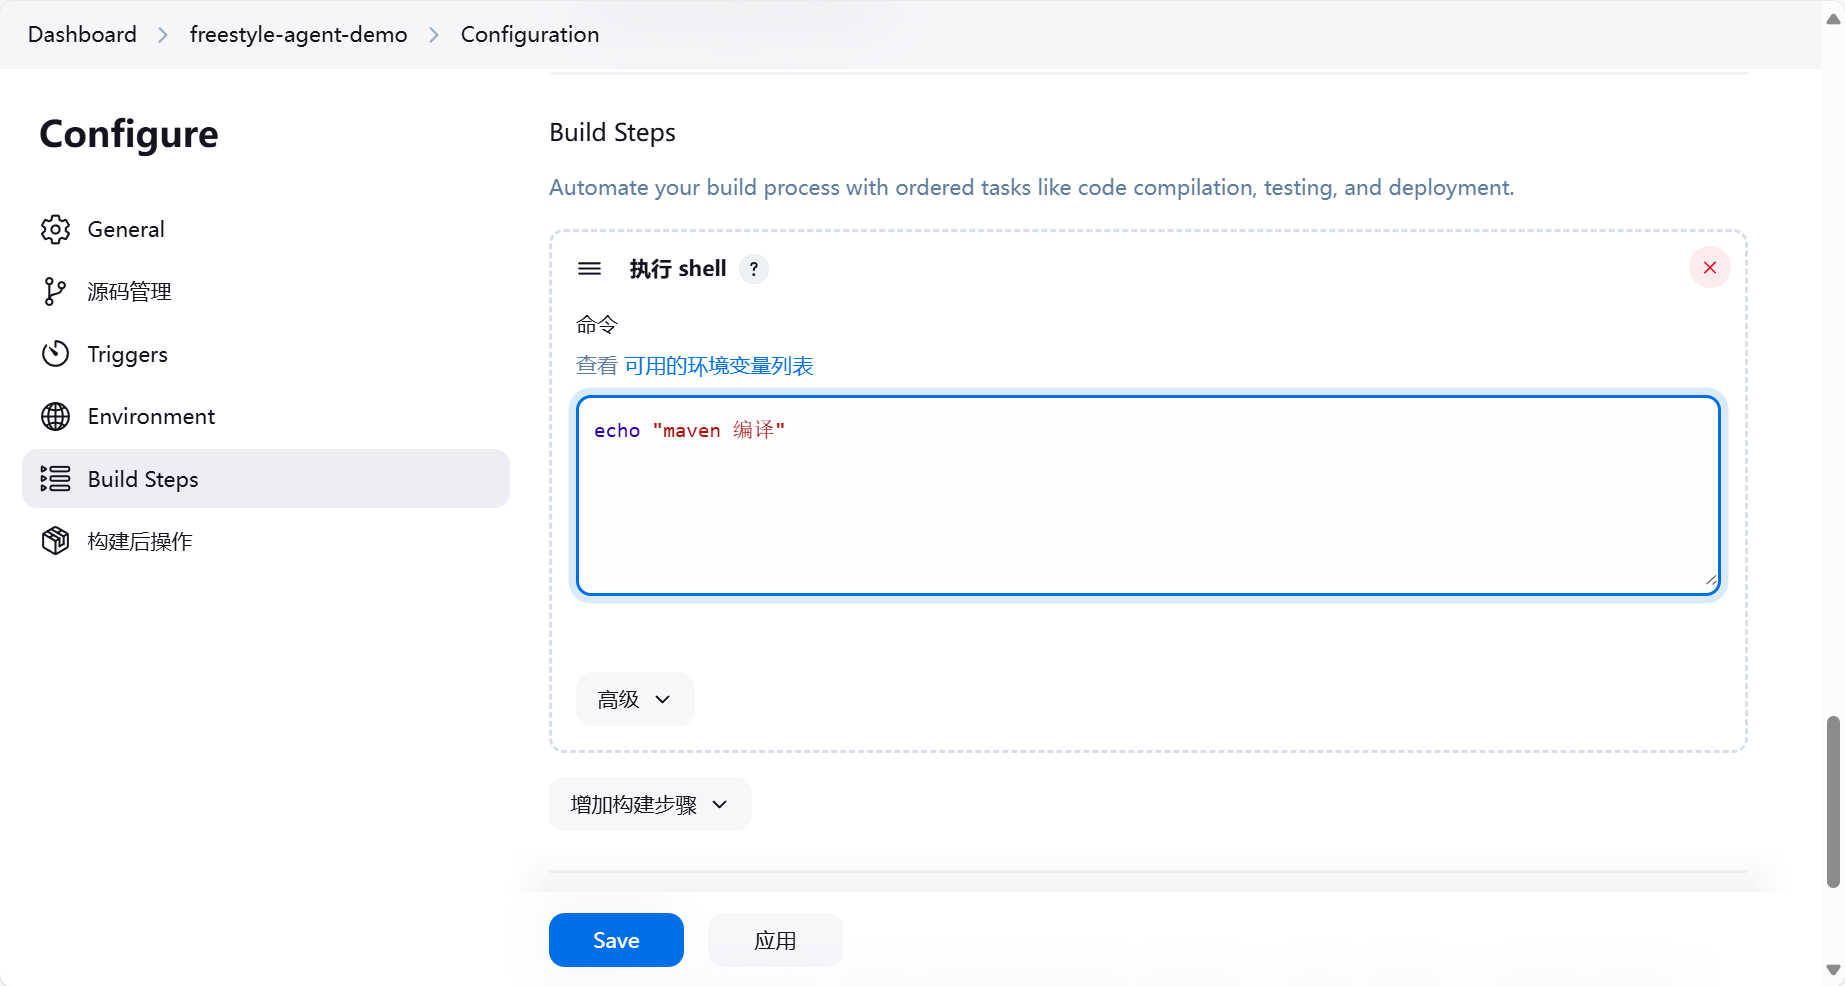 Dashboard > freestyle-agent-demo > Configuration
Configure
General
源码管理
Triggers
Environment
Build Steps
构建后操作
Build Steps
Automate your build process with ordered tasks like code compilation, testing, and deployment.
执行 shell ?
命令
查看 可用的环境变量列表
echo "maven 编译"
高级
增加构建步骤
Save 应用